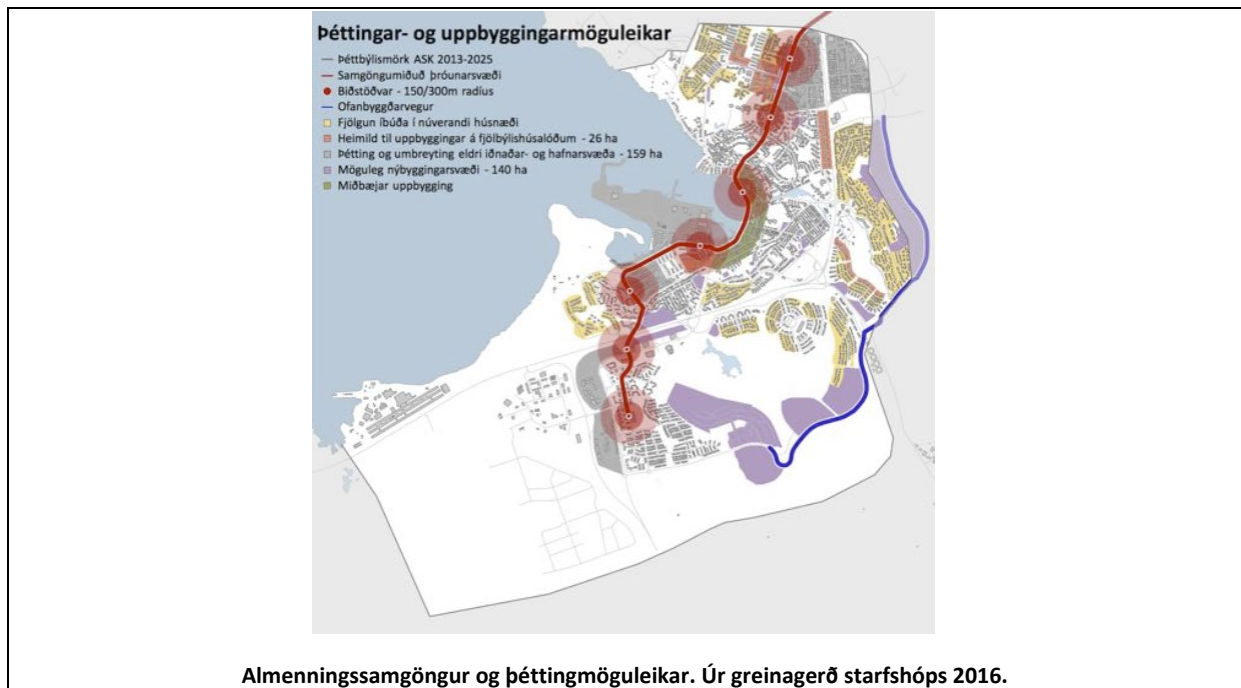 Þéttingar- og uppbyggingarmöguleikar
Þéttbýlismörk ASK 2013-2025
Samgöngumiðuð þróunarsvæði
Biðstöðvar - 150/300m radíus
Ofanbyggðarvegur
Fjölgun íbúða í núverandi húsnæði
Heimild til uppbyggingar á fjölbýlishúsalóðum - 26 ha
Þétting og umbreyting eldri iðnaðar- og hafnarsvæða - 159 ha
Möguleg nýbyggingarsvæði - 140 ha
Miðbæjar uppbygging
Almenningssamgöngur og þéttingmöguleikar. Úr greinagerð starfshóps 2016.